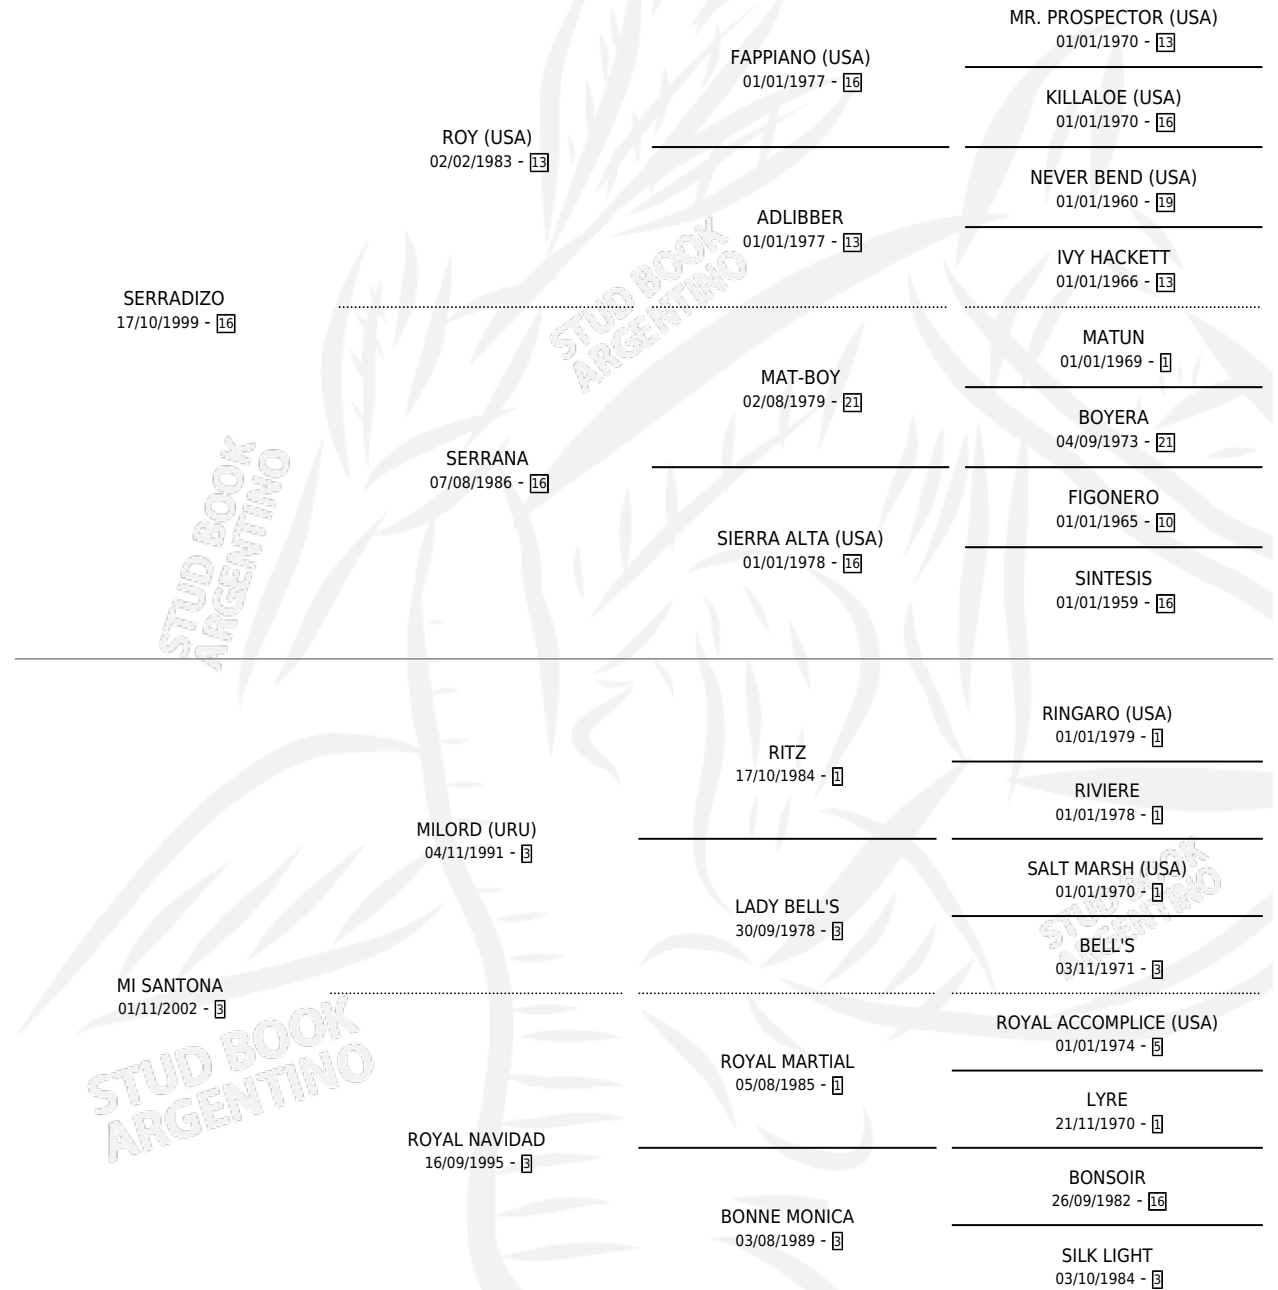 MR. PROSPECTOR (USA)
01/01/1970 - 13
FAPPIANO (USA)
01/01/1977 - 16
KILLALOE (USA)
01/01/1970 - 16
ROY (USA)
02/02/1983 - 13
NEVER BEND (USA)
01/01/1960 - 19
ADLIBBER
01/01/1977 - 13
IVY HACKETT
01/01/1966 - 13
SERRADIZO
17/10/1999 - 16
STUD BOOK
ARGENTINO
MATUN
01/01/1969 - 1
MAT-BOY
02/08/1979 - 21
BOYERA
04/09/1973 - 21
SERRANA
07/08/1986 - 16
FIGONERO
01/01/1965 - 10
SIERRA ALTA (USA)
01/01/1978 - 16
SINTESIS
01/01/1959 - 16
STUD BOOK
ARGENTINO
RINGARO (USA)
01/01/1979 - 1
RITZ
17/10/1984 - 1
RIVIERE
01/01/1978 - 1
MILORD (URU)
04/11/1991 - 3
SALT MARSH (USA)
01/01/1970 - 1
LADY BELL'S
30/09/1978 - 3
BELL'S
03/11/1971 - 3
STUD BOOK
ARGENTINO
MI SANTONA
01/11/2002 - 3
ROYAL ACCOMPLICE (USA)
01/01/1974 - 5
ROYAL MARTIAL
05/08/1985 - 1
LYRE
21/11/1970 - 1
STUD BOOK
ARGENTINO
ROYAL NAVIDAD
16/09/1995 - 3
BONSOIR
26/09/1982 - 16
BONNE MONICA
03/08/1989 - 3
SILK LIGHT
03/10/1984 - 3